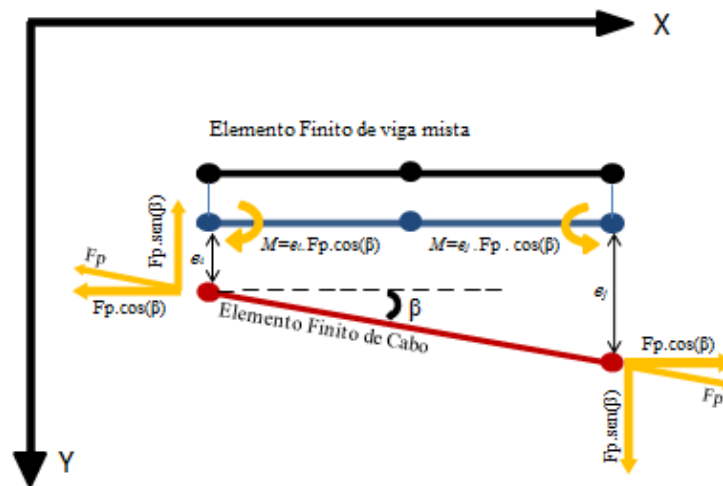 X
Elemento Finito de viga mista
Fp.sen(β)
Fp
Fp.cos(β)
M=eᵢ.Fp.cos(β)
M=eⱼ.Fp.cos(β)
eᵢ
eⱼ
β
Elemento Finito de Cabo
Fp.cos(β)
Fp
Fp.sen(β)
Y